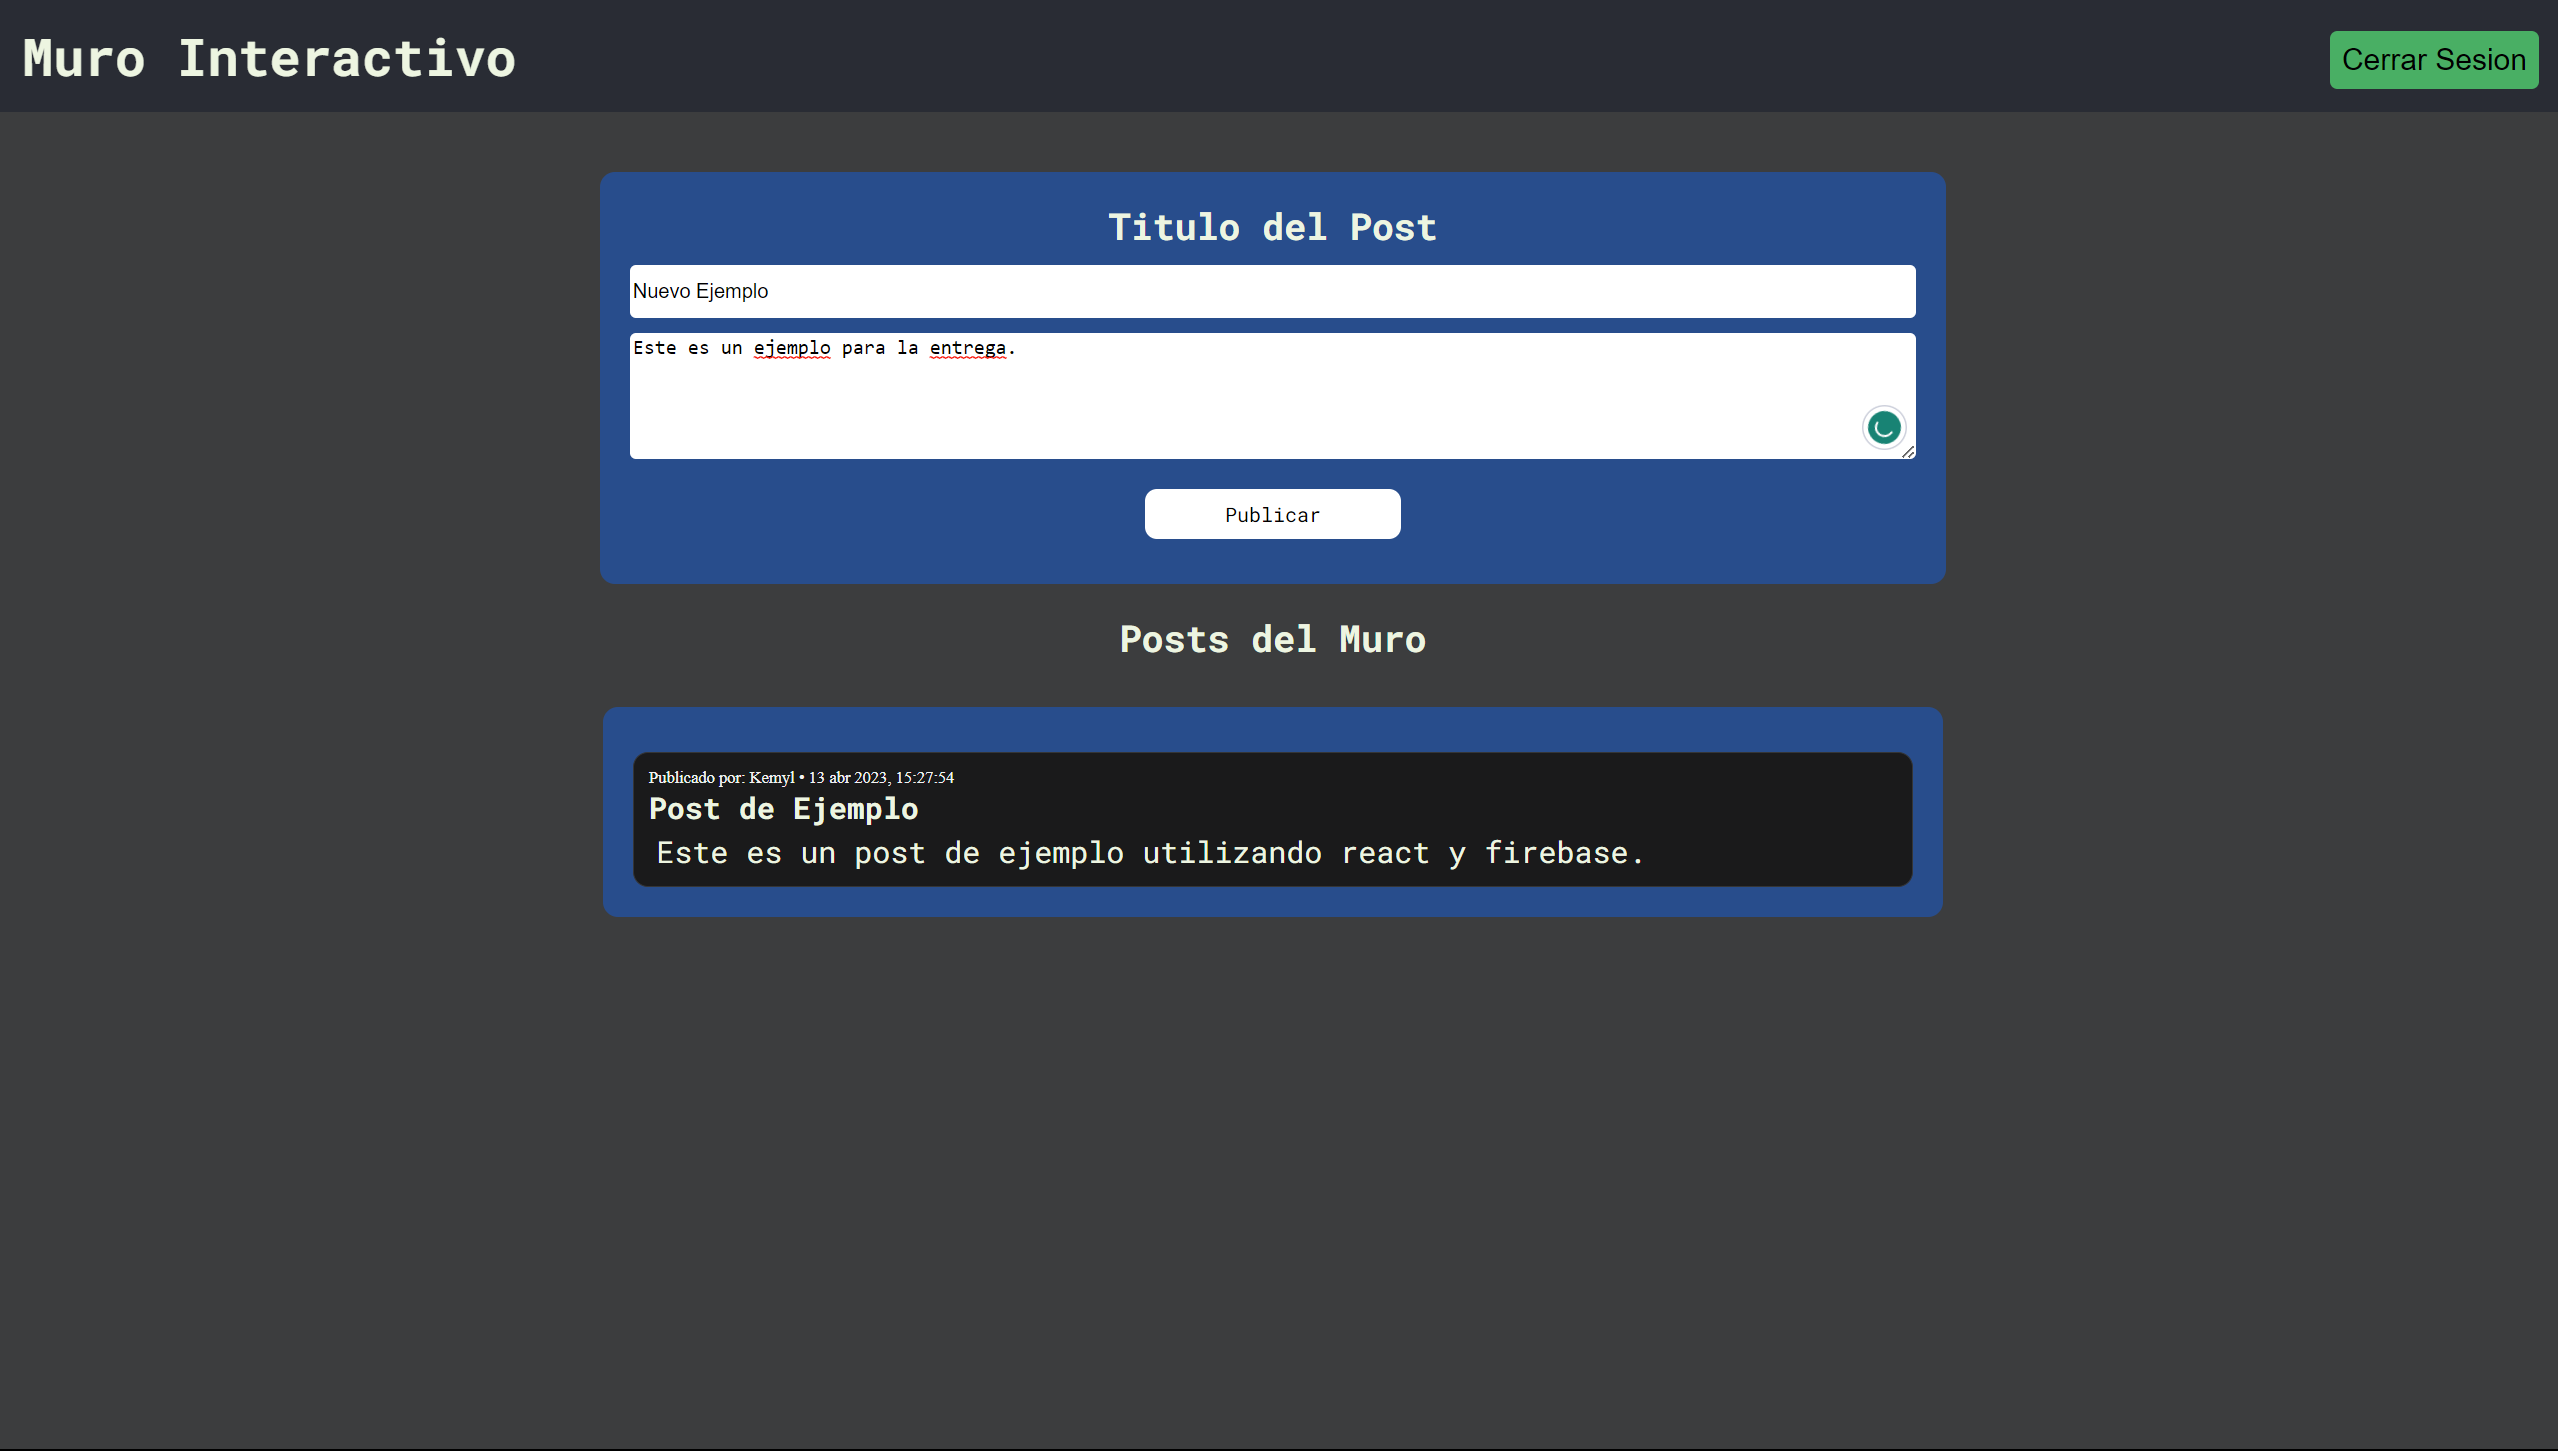 Muro Interactivo
Cerrar Sesion
Titulo del Post
Nuevo Ejemplo
Este es un ejemplo para la entrega.
Publicar
Posts del Muro
Publicado por: Kemyl • 13 abr 2023, 15:27:54
Post de Ejemplo
Este es un post de ejemplo utilizando react y firebase.